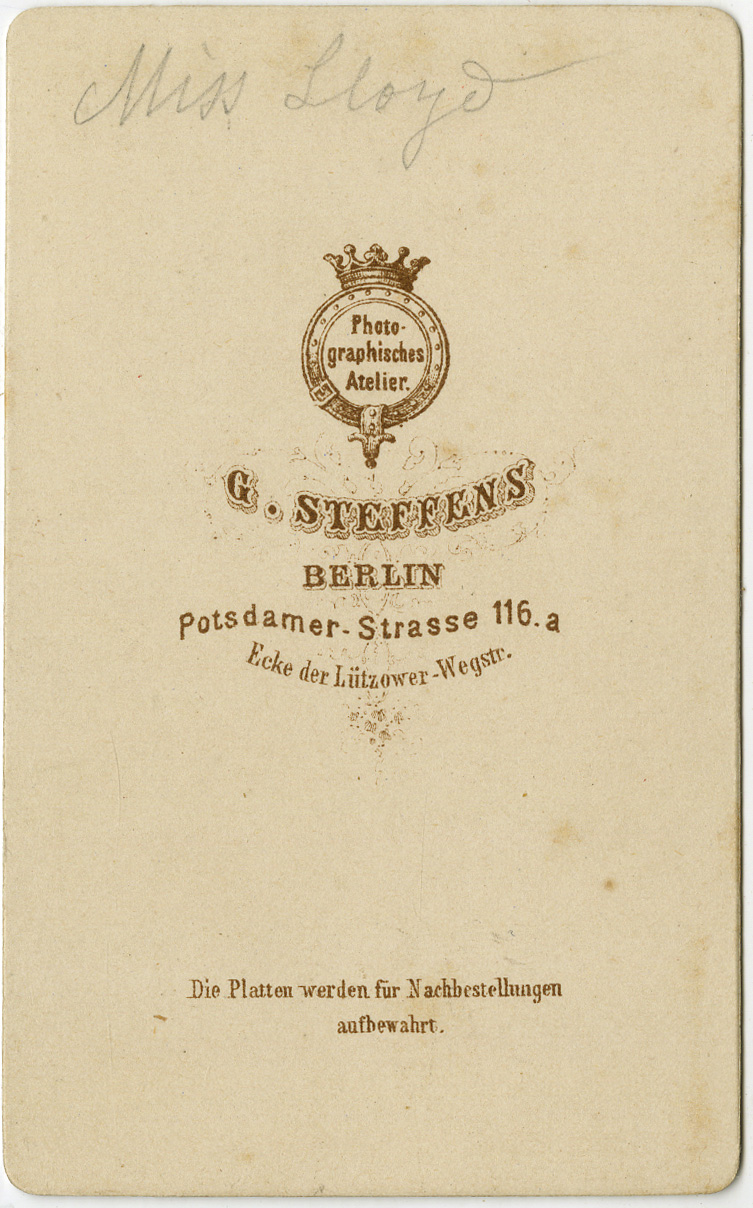 Miss Lloyd
Photo-
graphisches
Atelier.
G. STEFFENS
BERLIN
Potsdamer-Strasse 116.a
Ecke der Lützower-Wegstr.
Die Platten werden für Nachbestellungen
aufbewahrt.